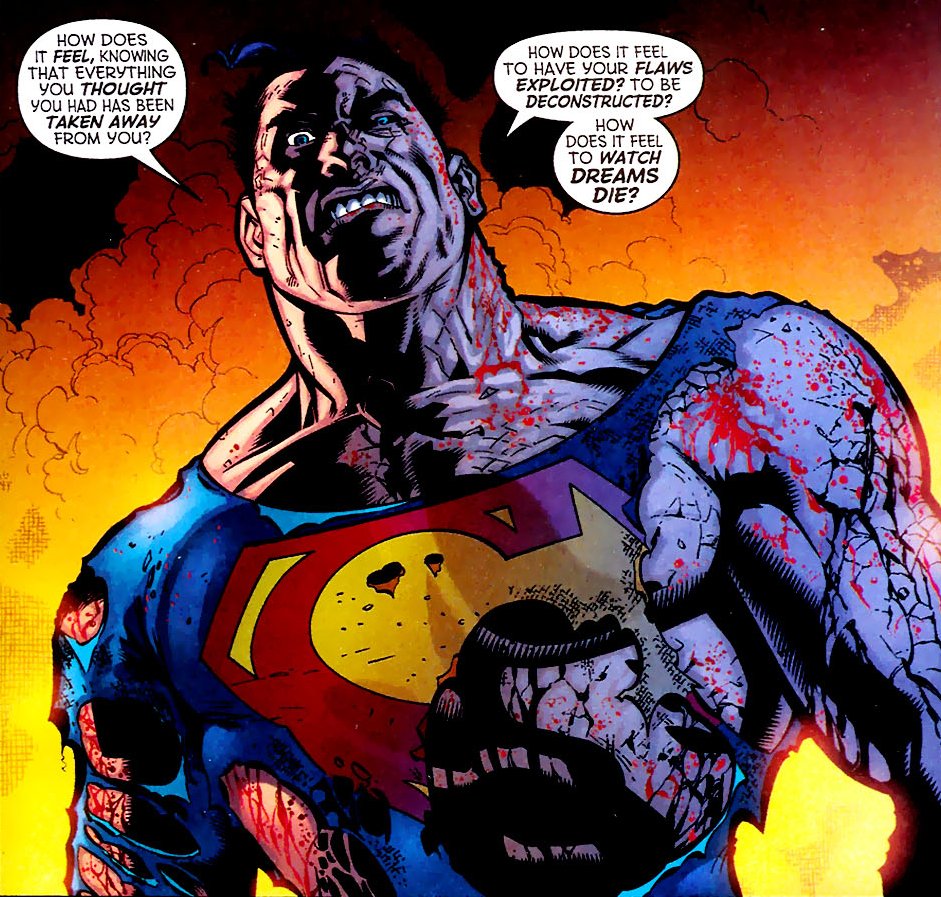 HOW DOES
IT FEEL, KNOWING
THAT EVERYTHING
YOU THOUGHT
YOU HAD HAS BEEN
TAKEN AWAY
FROM YOU?
HOW DOES IT FEEL
TO HAVE YOUR FLAWS
EXPLOITED? TO BE
DECONSTRUCTED?
HOW
DOES IT FEEL
TO WATCH
DREAMS
DIE?